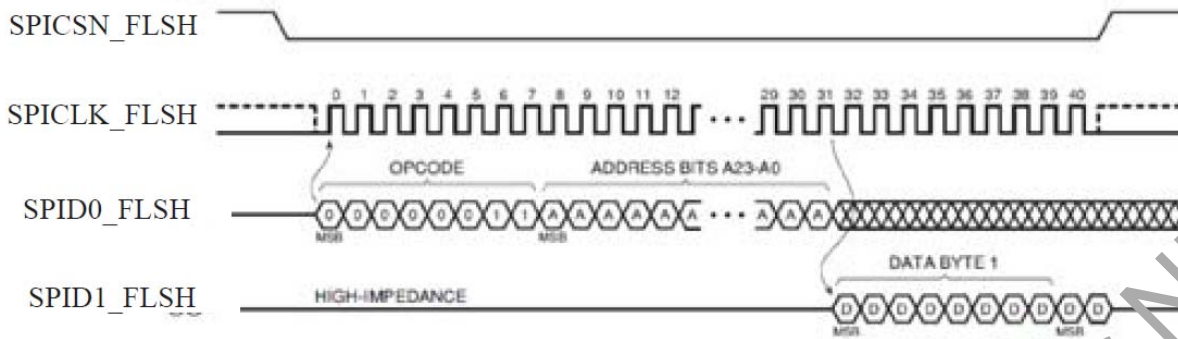 SPICSN_FLSH
0 1 2 3 4 5 6 7 8 9 10 11 12 29 30 31 32 33 34 35 36 37 38 39 40
SPICLK_FLSH
OPCODE ADDRESS BITS A23-A0
SPID0_FLSH 0 0 0 0 0 0 1 1 A A A A A A A A A
MSB MSB
DATA BYTE 1
SPID1_FLSH HIGH-IMPEDANCE
D D D D D D D D D D
MSB MSB